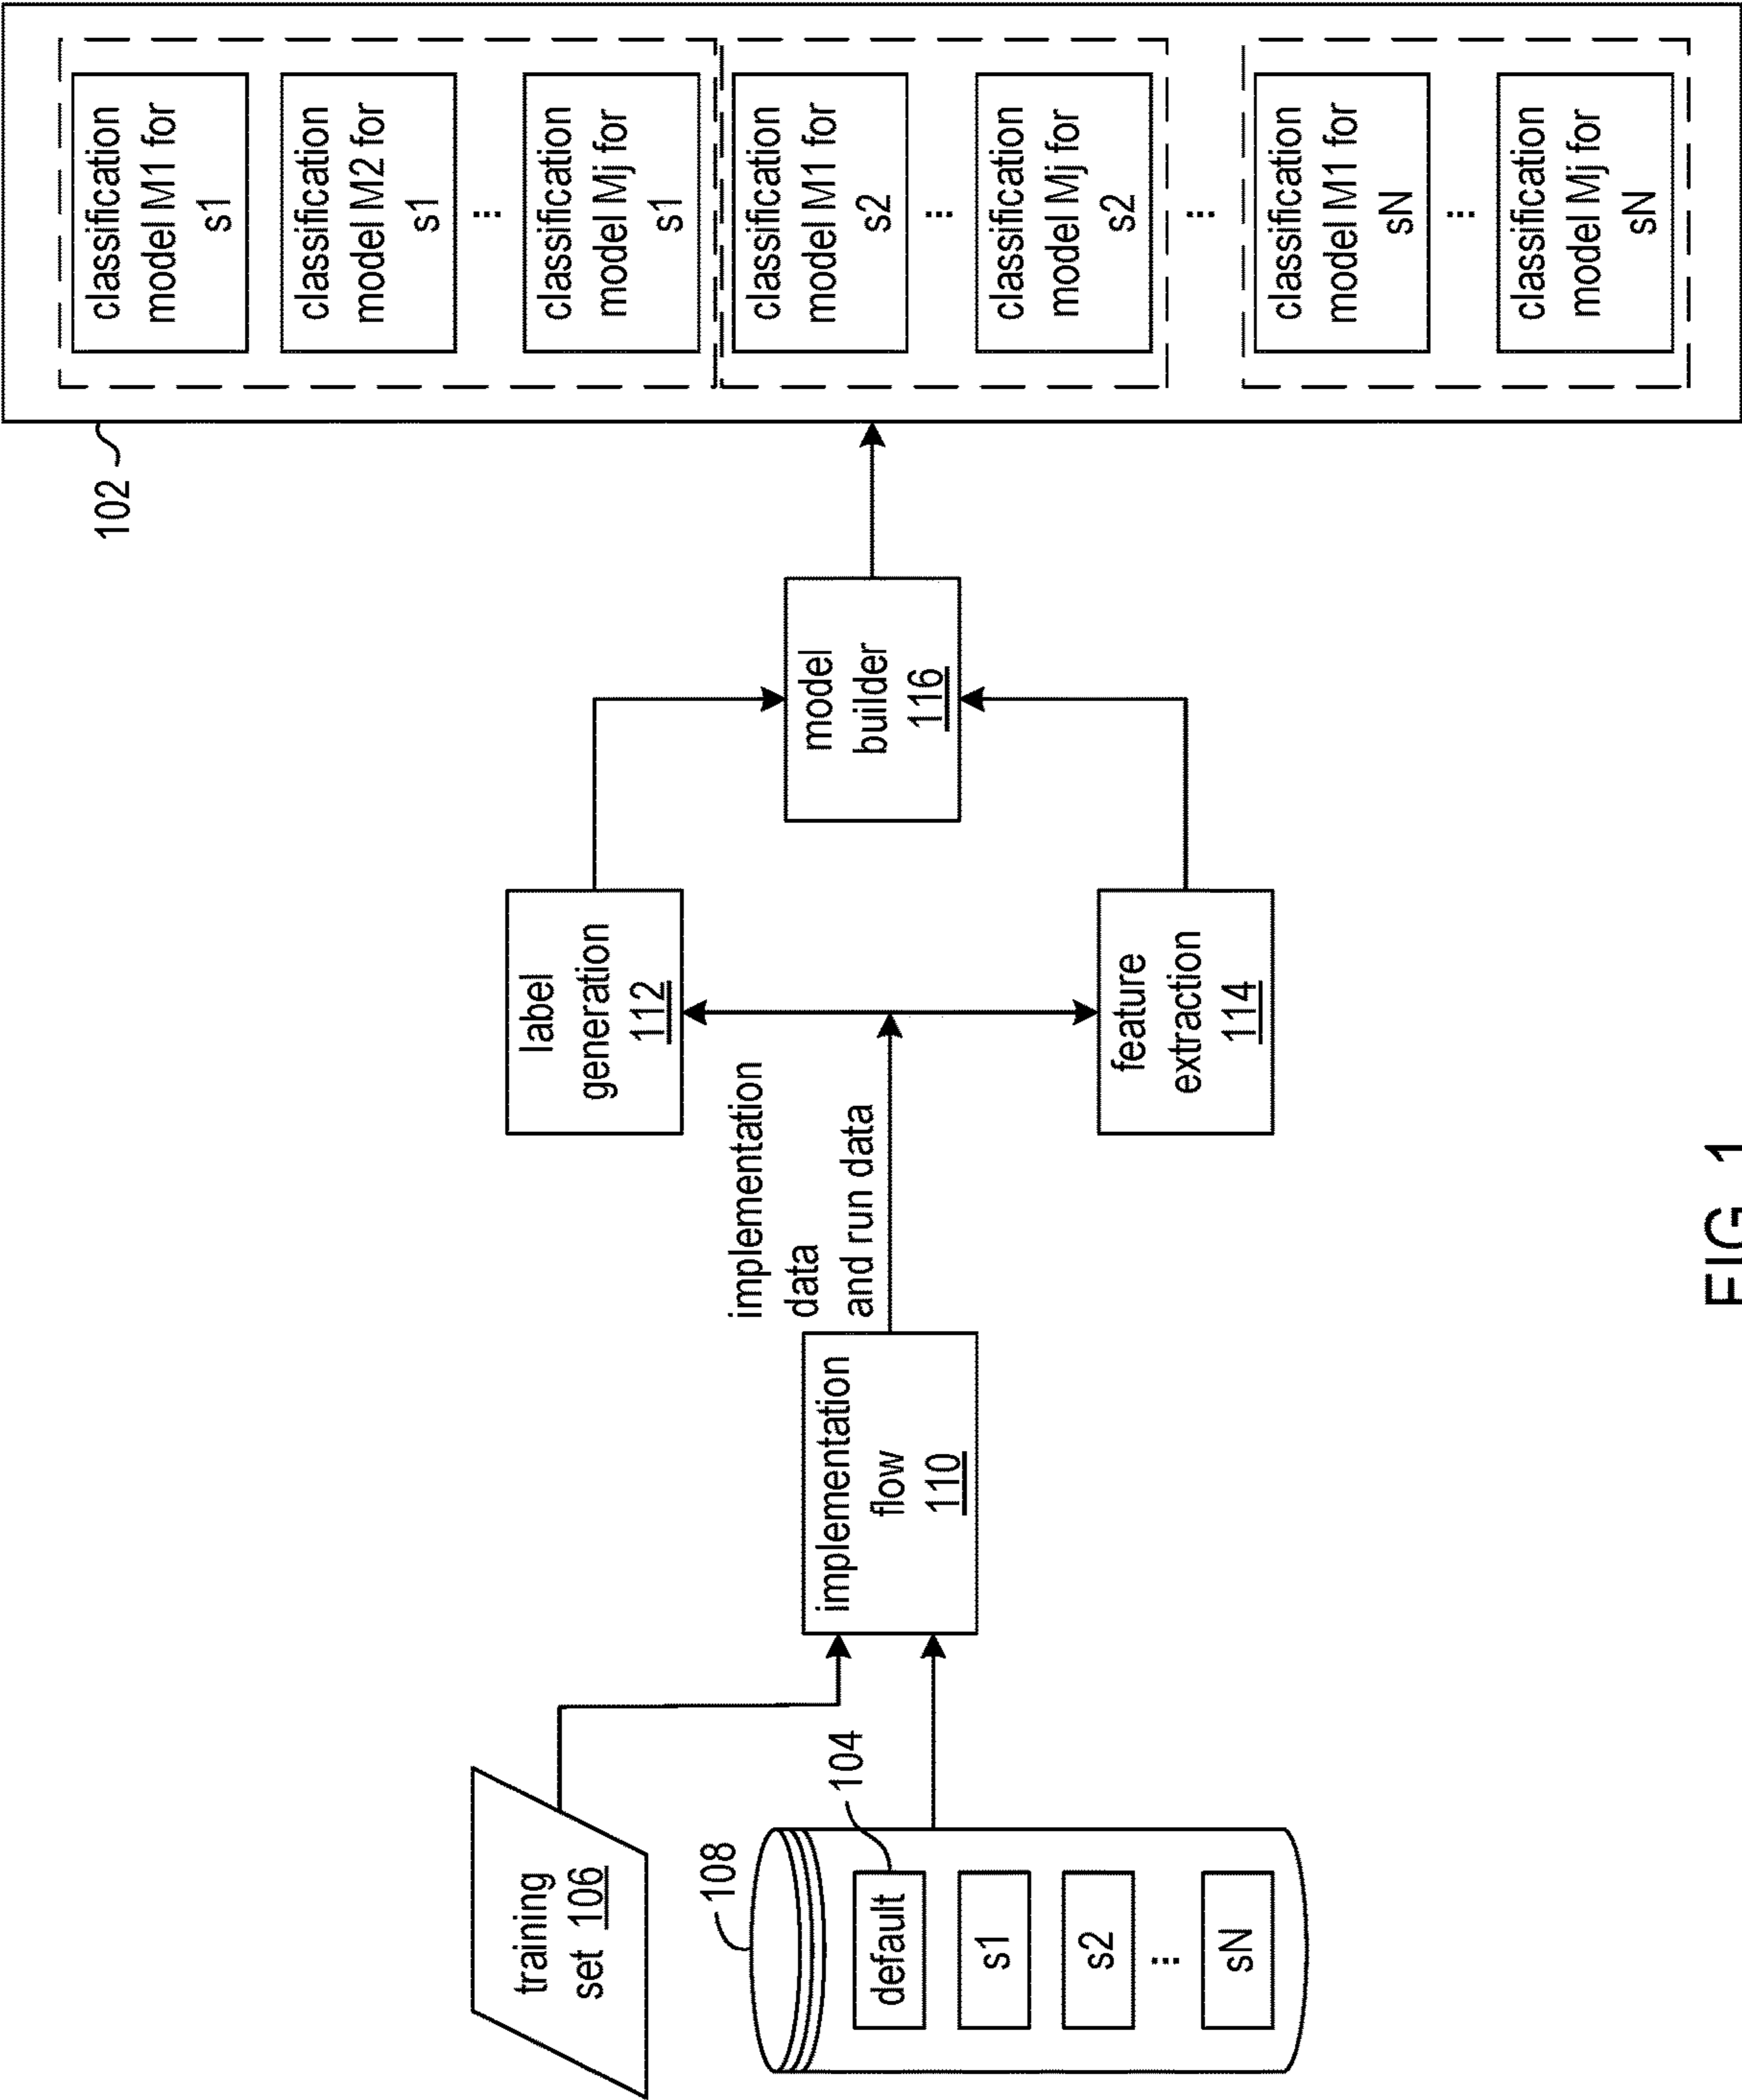 training
set 106
108
104
default
s1
s2
...
sN
implementation
flow
110
implementation
data
and run data
label
generation
112
feature
extraction
114
model
builder
116
102
classification
model M1 for
s1
classification
model M2 for
s1
...
classification
model Mj for
s1
classification
model M1 for
s2
...
classification
model Mj for
s2
...
classification
model M1 for
sN
...
classification
model Mj for
sN
FIG. 1